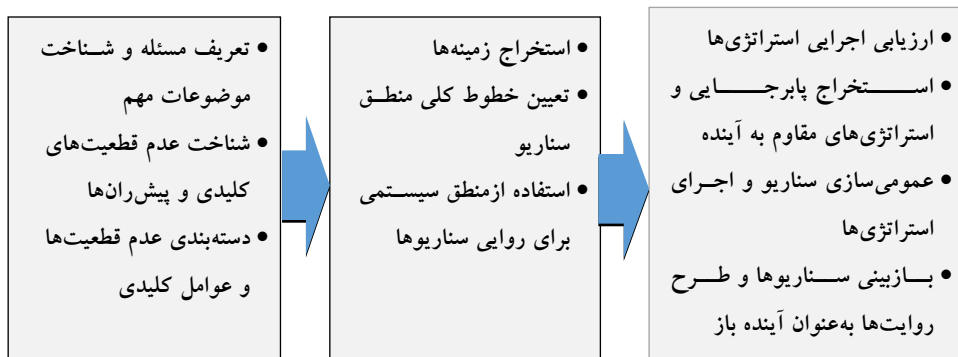 • تعریف مسئله و شناخت
موضوعات مهم
• شناخت عدم قطعیت‌های
کلیدی و پیش‌ران‌ها
• دسته‌بندی عدم قطعیت‌ها
و عوامل کلیدی
• استخراج زمینه‌ها
• تعیین خطوط کلی منطق
سناریو
• استفاده ازمنطق سیستمی
برای روایی سناریوها
• ارزیابی اجرایی استراتژی‌ها
• استخراج پابرجایی و
استراتژی‌های مقاوم به آینده
• عمومی‌سازی سناریو و اجرای
استراتژی‌ها
• بازبینی سناریوها و طرح
روایت‌ها به‌عنوان آینده باز